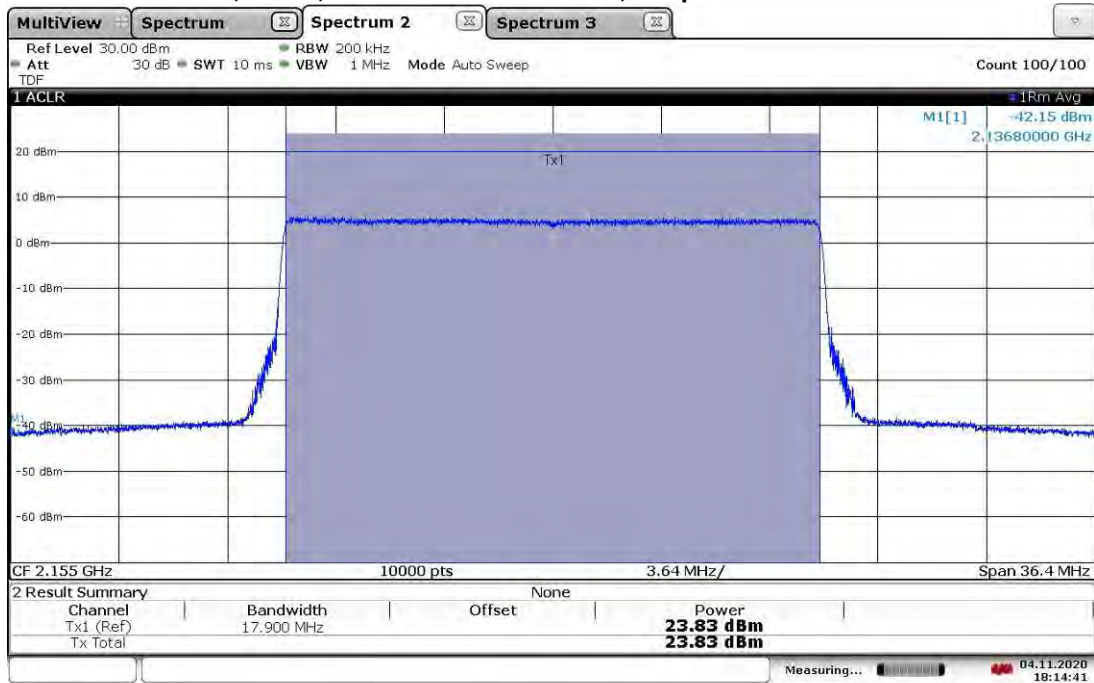 MultiView Spectrum Spectrum 2 Spectrum 3
Ref Level 30.00 dBm RBW 200 kHz
Att 30 dB SWT 10 ms VBW 1 MHz Mode Auto Sweep Count 100/100
TDF
1 ACLR 1Rm Avg
M1[1] -42.15 dBm
2.13680000 GHz
20 dBm
Tx1
10 dBm
0 dBm
-10 dBm
-20 dBm
-30 dBm
M1
-40 dBm
-50 dBm
-60 dBm
CF 2.155 GHz 10000 pts 3.64 MHz/ Span 36.4 MHz
2 Result Summary None
Channel Bandwidth Offset Power
Tx1 (Ref) 17.900 MHz 23.83 dBm
Tx Total 23.83 dBm
Measuring... 04.11.2020
18:14:41